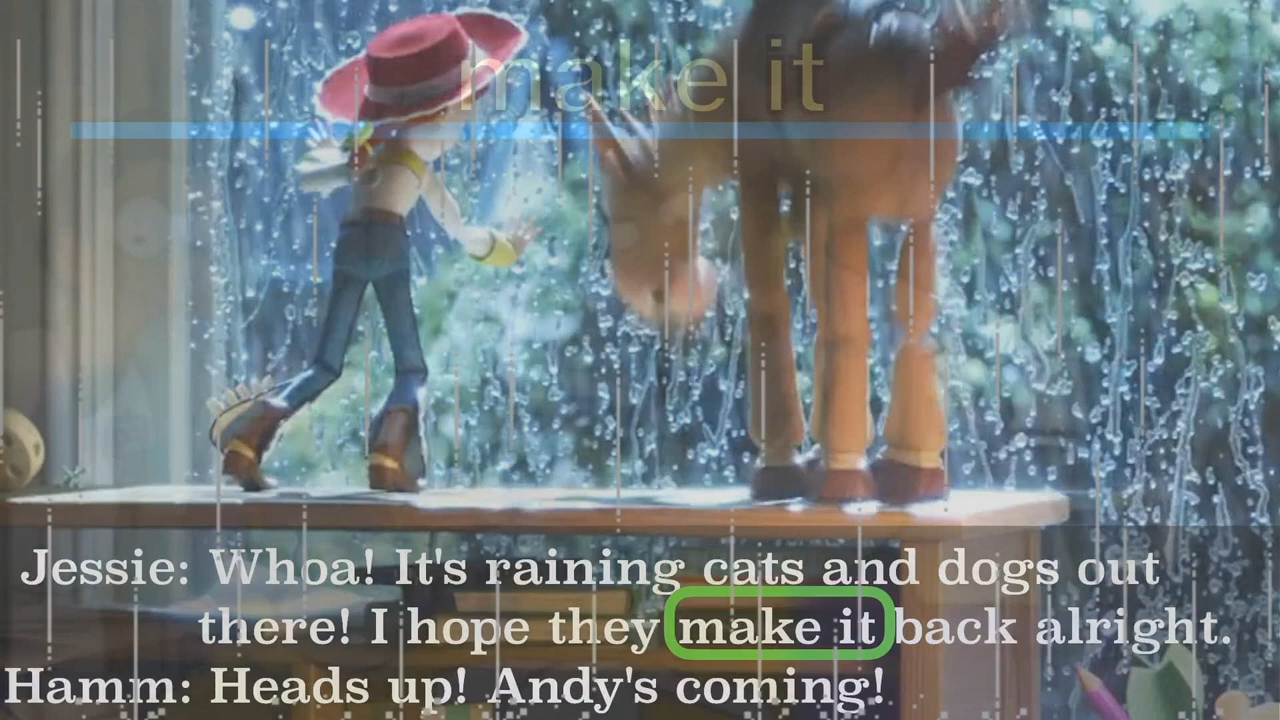 make it
Jessie: Whoa! It's raining cats and dogs out
there! I hope they make it back alright.
Hamm: Heads up! Andy's coming!